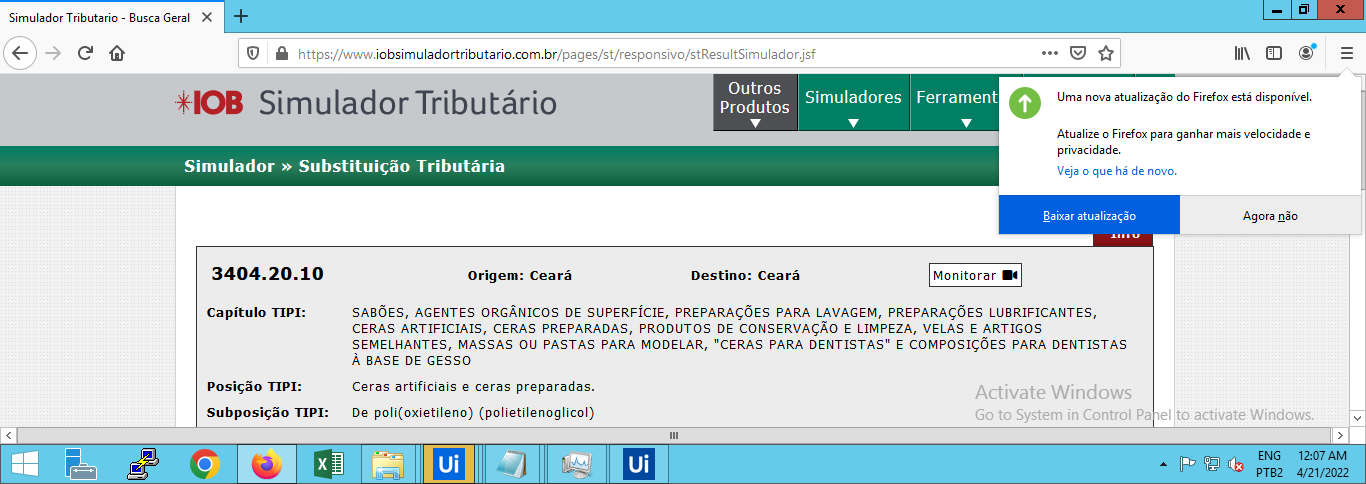 Simulador Tributario - Busca Geral
https://www.iobsimuladortributario.com.br/pages/st/responsivo/stResultSimulador.jsf
IOB Simulador Tributário
Outros Produtos
Simuladores
Ferrament
Uma nova atualização do Firefox está disponível.
Atualize o Firefox para ganhar mais velocidade e
privacidade.
Veja o que há de novo.
Baixar atualização
Agora não
Simulador » Substituição Tributária
Info
3404.20.10
Origem: Ceará
Destino: Ceará
Monitorar
Capítulo TIPI:
SABÕES, AGENTES ORGÂNICOS DE SUPERFÍCIE, PREPARAÇÕES PARA LAVAGEM, PREPARAÇÕES LUBRIFICANTES,
CERAS ARTIFICIAIS, CERAS PREPARADAS, PRODUTOS DE CONSERVAÇÃO E LIMPEZA, VELAS E ARTIGOS
SEMELHANTES, MASSAS OU PASTAS PARA MODELAR, "CERAS PARA DENTISTAS" E COMPOSIÇÕES PARA DENTISTAS
À BASE DE GESSO
Posição TIPI:
Ceras artificiais e ceras preparadas.
Subposição TIPI:
De poli(oxietileno) (polietilenoglicol)
Activate Windows
Go to System in Control Panel to activate Windows.
Ui
Ui
ENG
PTB2
12:07 AM
4/21/2022